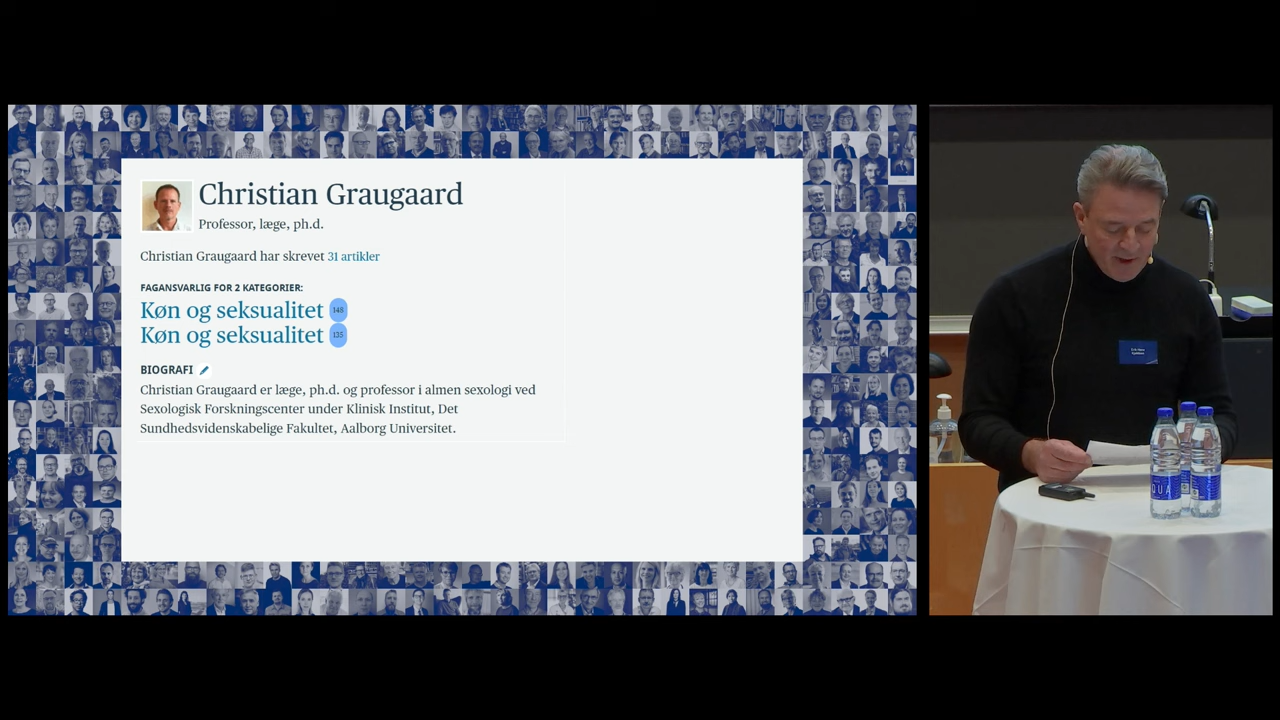 Christian Graugaard
Professor, læge, ph.d.
Christian Graugaard har skrevet 31 artikler
FAGANSVARLIG FOR 2 KATEGORIER:
Køn og seksualitet 148
Køn og seksualitet 135
BIOGRAFI
Christian Graugaard er læge, ph.d. og professor i almen sexologi ved
Sexologisk Forskningscenter under Klinisk Institut, Det
Sundhedsvidenskabelige Fakultet, Aalborg Universitet.